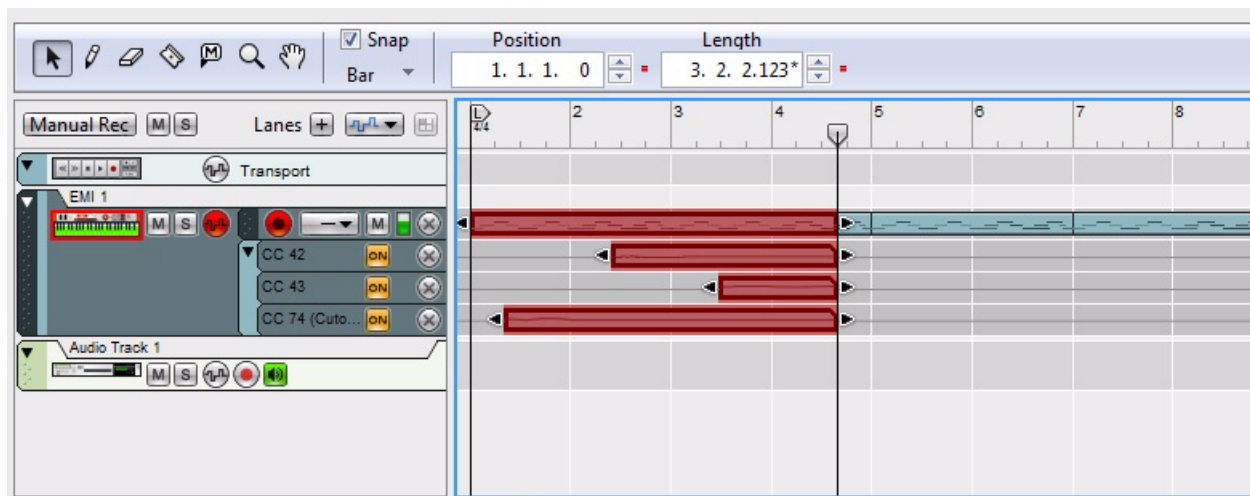 Snap
Bar
Position
1. 1. 1. 0
Length
3. 2. 2.123*
Manual Rec M S Lanes +
L 2 3 4 5 6 7 8
4/4
Transport
EMI 1
M S M
CC 42 ON
CC 43 ON
CC 74 (Cuto... ON
Audio Track 1
M S